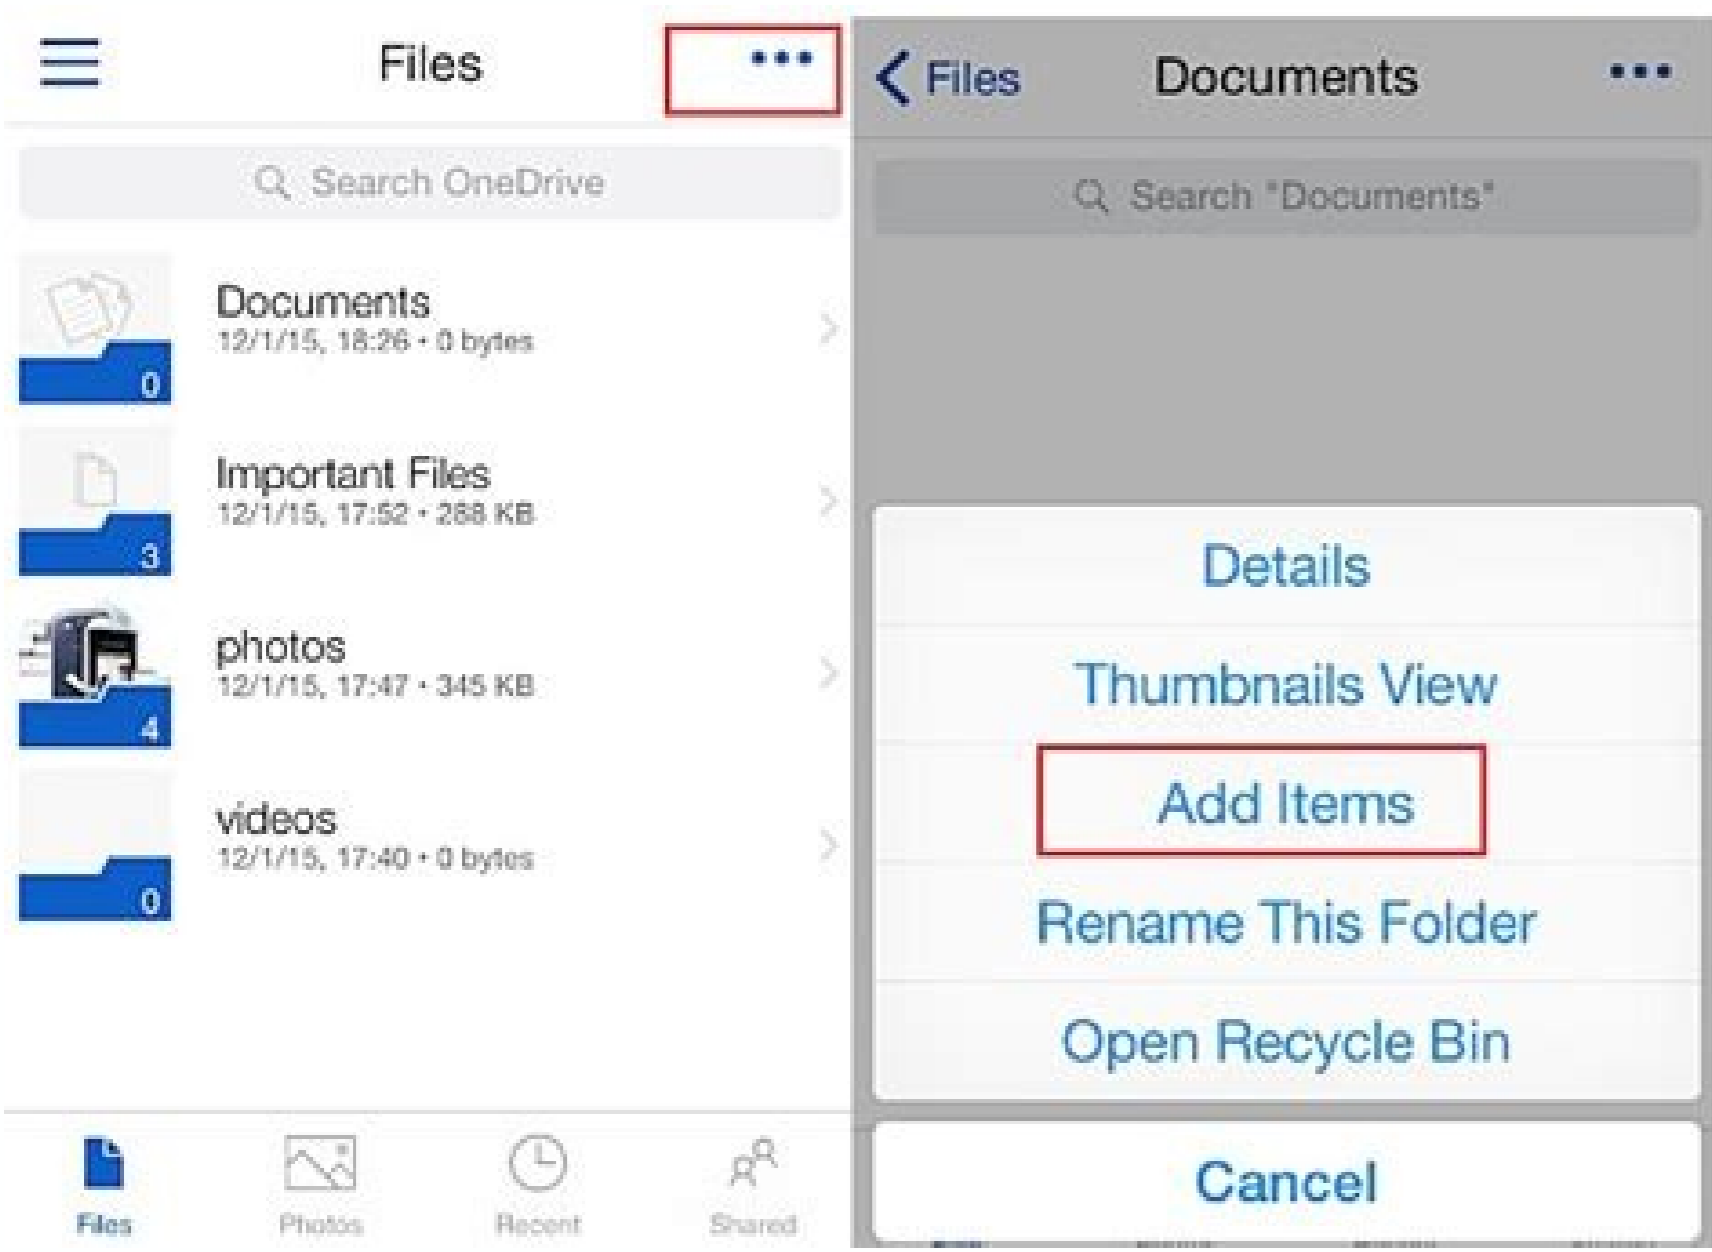 Files
Search OneDrive
Documents
12/1/15, 18:26 • 0 bytes
0
Important Files
12/1/15, 17:52 • 288 KB
3
photos
12/1/15, 17:47 • 345 KB
4
videos
12/1/15, 17:40 • 0 bytes
0
Files
Photos
Recent
Shared
Files
Documents
Search "Documents"
Details
Thumbnails View
Add Items
Rename This Folder
Open Recycle Bin
Cancel